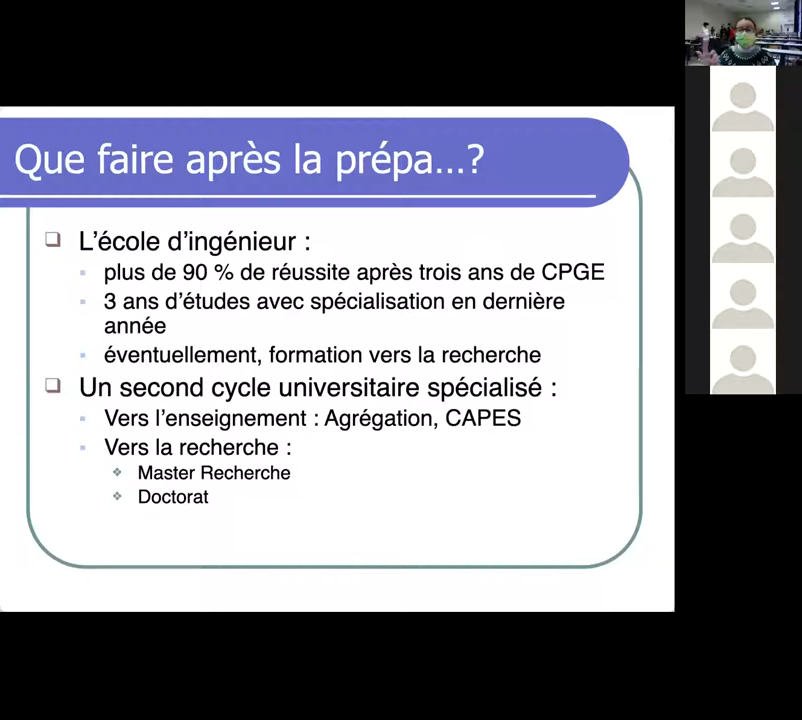 Que faire après la prépa...?
L'école d'ingénieur :
plus de 90 % de réussite après trois ans de CPGE
3 ans d'études avec spécialisation en dernière
année
éventuellement, formation vers la recherche
Un second cycle universitaire spécialisé :
Vers l'enseignement : Agrégation, CAPES
Vers la recherche :
Master Recherche
Doctorat